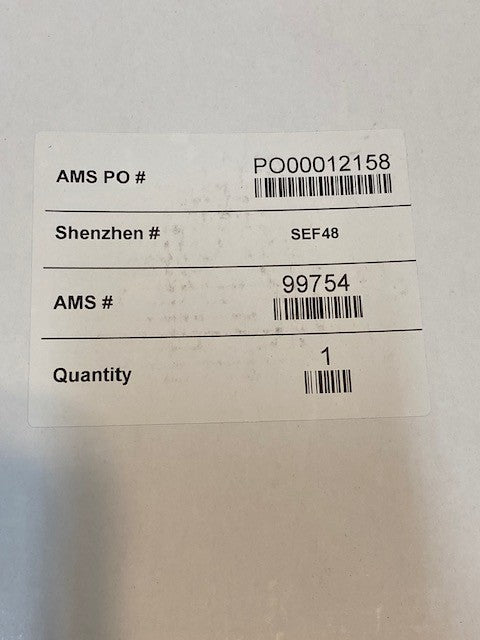 AMS PO # PO00012158
Shenzhen # SEF48
AMS # 99754
Quantity 1